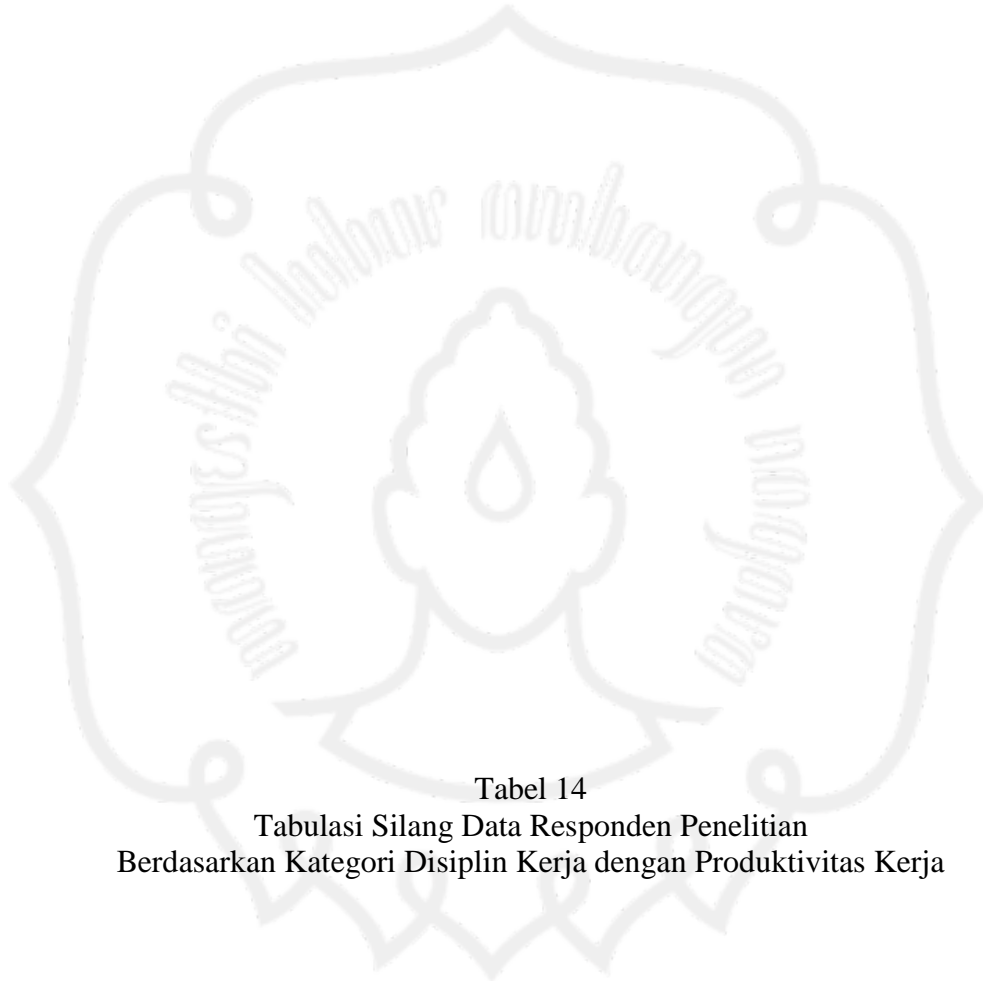 Tabel 14
Tabulasi Silang Data Responden Penelitian
Berdasarkan Kategori Disiplin Kerja dengan Produktivitas Kerja